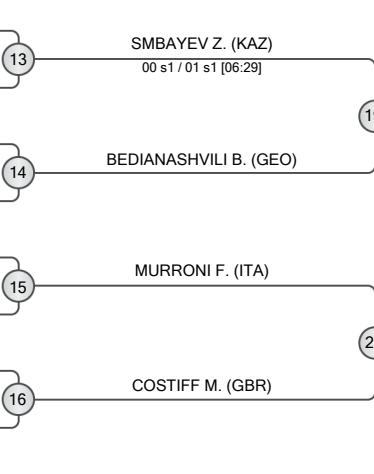 SMBAYEV Z. (KAZ)
13
00 s1 / 01 s1 [06:29]
14
BEDIANASHVILI B. (GEO)
15
MURRONI F. (ITA)
16
COSTIFF M. (GBR)